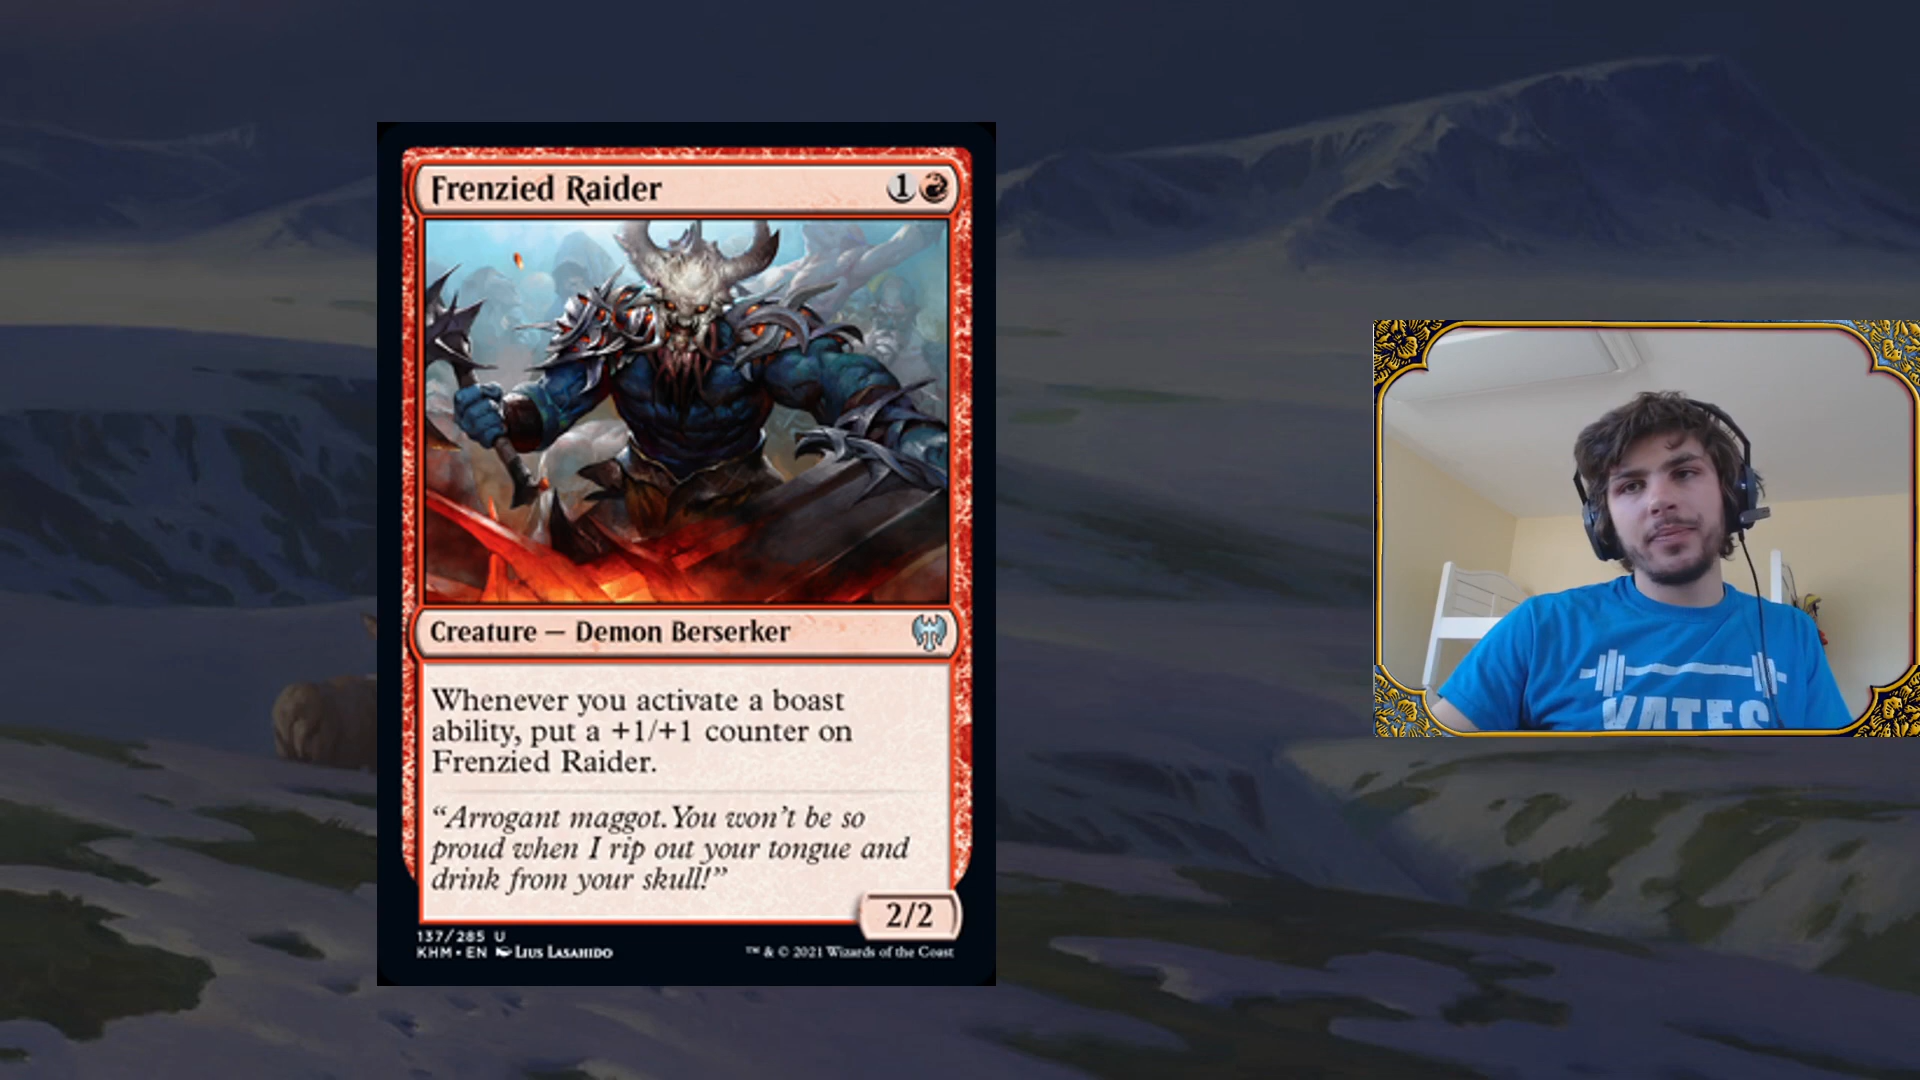 Frenzied Raider
1
Creature — Demon Berserker
Whenever you activate a boast
ability, put a +1/+1 counter on
Frenzied Raider.
“Arrogant maggot. You won’t be so
proud when I rip out your tongue and
drink from your skull!”
2/2
137/285 U
KHM • EN Lius Lasahido
™ & © 2021 Wizards of the Coast
YATES